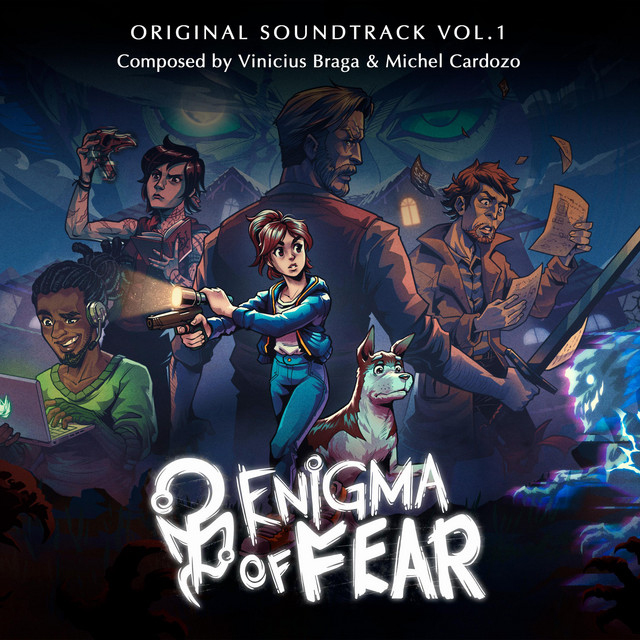 ORIGINAL SOUNDTRACK VOL.1
Composed by Vinicius Braga & Michel Cardozo
ENIGMA
OF FEAR